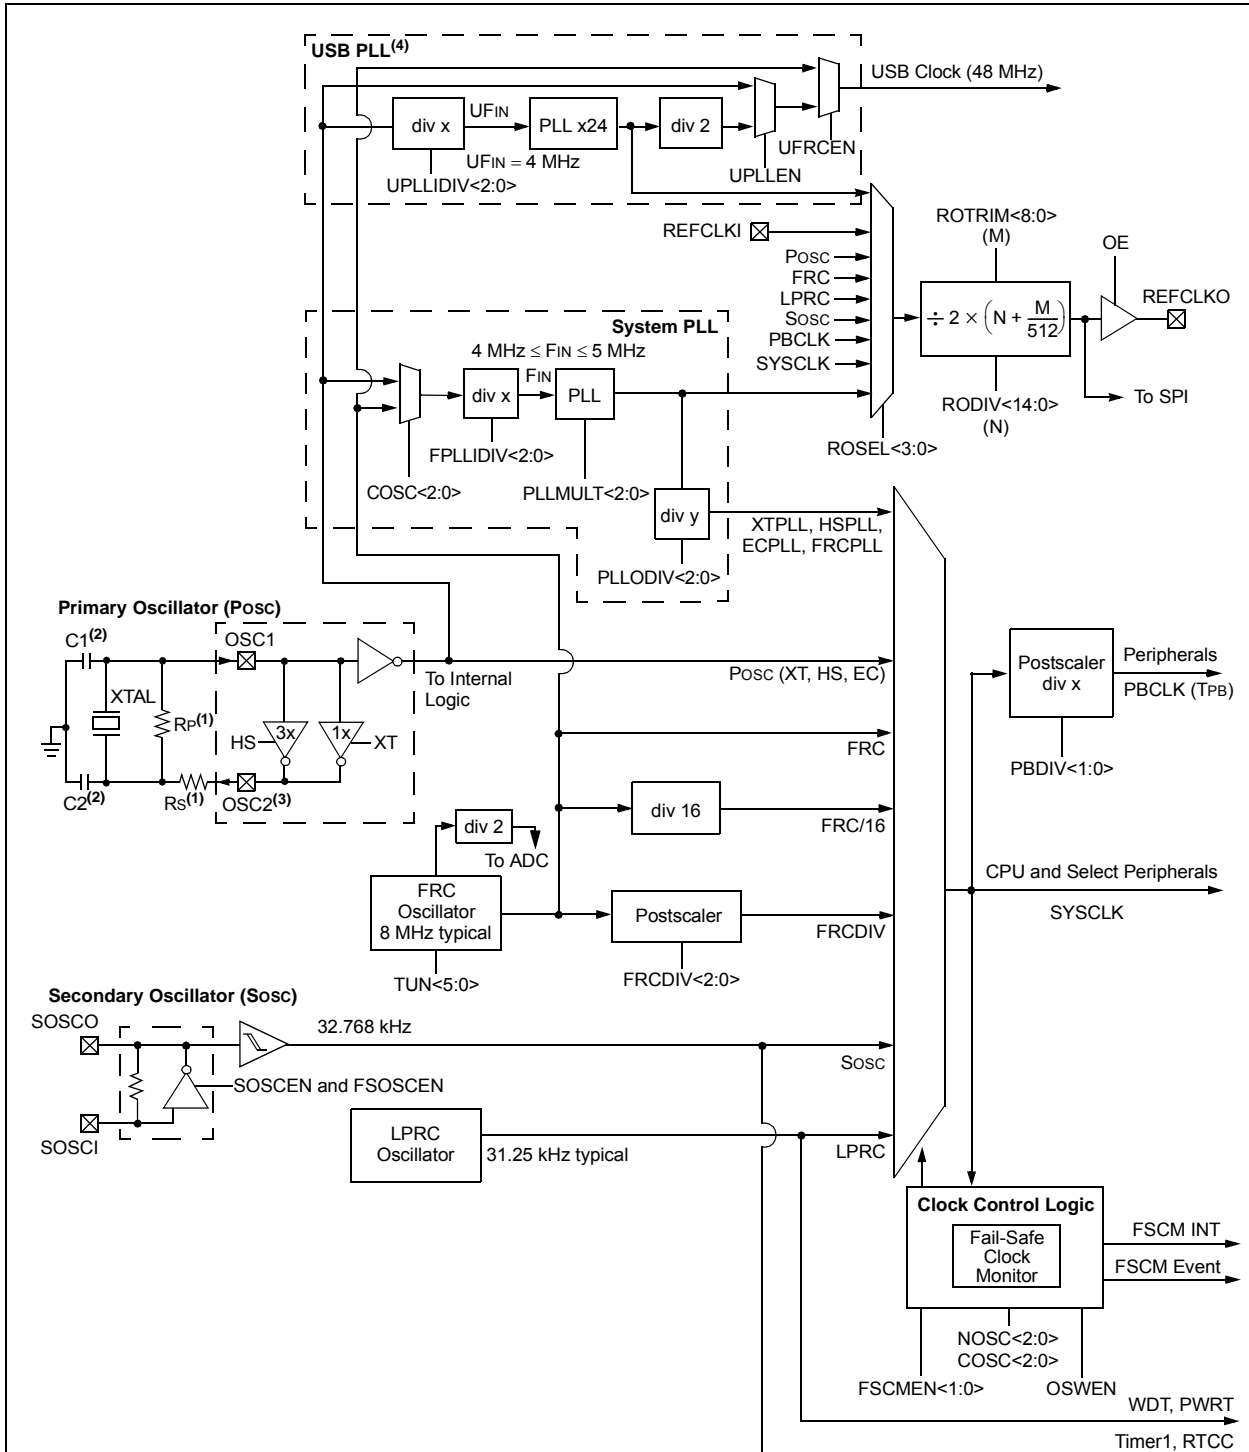 USB PLL(4)
USB Clock (48 MHz)
div x
UFIN
PLL x24
div 2
UFIN = 4 MHz
UFRCEN
UPLLEN
UPLLIDIV<2:0>
REFCLKI
POSC
FRC
LPRC
SOSC
PBCLK
SYSCLK
ROTRIM<8:0>
(M)
OE
REFCLKO
÷ 2 × (N + M/512)
To SPI
RODIV<14:0>
(N)
ROSEL<3:0>
System PLL
4 MHz ≤ FIN ≤ 5 MHz
FIN
div x
PLL
FPLLIDIV<2:0>
COSC<2:0>
PLLMULT<2:0>
div y
XTPLL, HSPLL,
ECPLL, FRCPLL
PLLODIV<2:0>
Primary Oscillator (POSC)
C1(2)
OSC1
XTAL
RP(1)
3x
1x
HS
XT
C2(2)
RS(1)
OSC2(3)
To Internal
Logic
POSC (XT, HS, EC)
Postscaler
div x
Peripherals
PBCLK (TPB)
PBDIV<1:0>
FRC
div 16
FRC/16
div 2
To ADC
FRC
Oscillator
8 MHz typical
Postscaler
FRCDIV
TUN<5:0>
FRCDIV<2:0>
CPU and Select Peripherals
SYSCLK
Secondary Oscillator (SOSC)
SOSCO
32.768 kHz
SOSC
SOSCEN and FSOSCEN
SOSCI
LPRC
Oscillator
31.25 kHz typical
LPRC
Clock Control Logic
Fail-Safe
Clock
Monitor
FSCM INT
FSCM Event
NOSC<2:0>
COSC<2:0>
FSCMEN<1:0>
OSWEN
WDT, PWRT
Timer1, RTCC